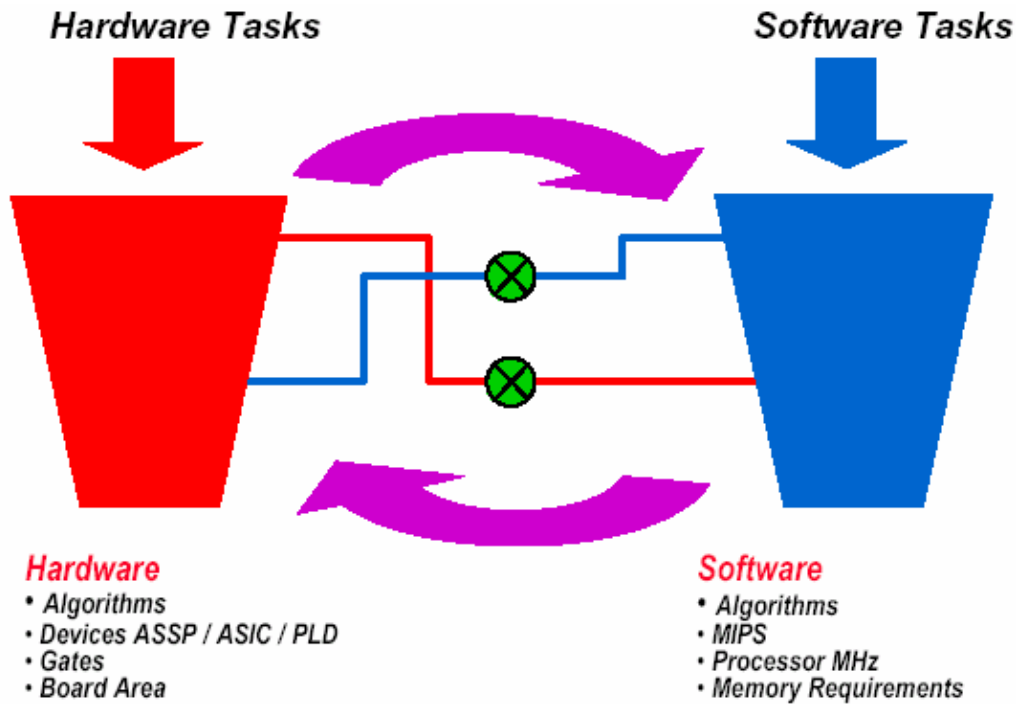 Hardware Tasks
Software Tasks
Hardware
• Algorithms
• Devices ASSP / ASIC / PLD
• Gates
• Board Area
Software
• Algorithms
• MIPS
• Processor MHz
• Memory Requirements